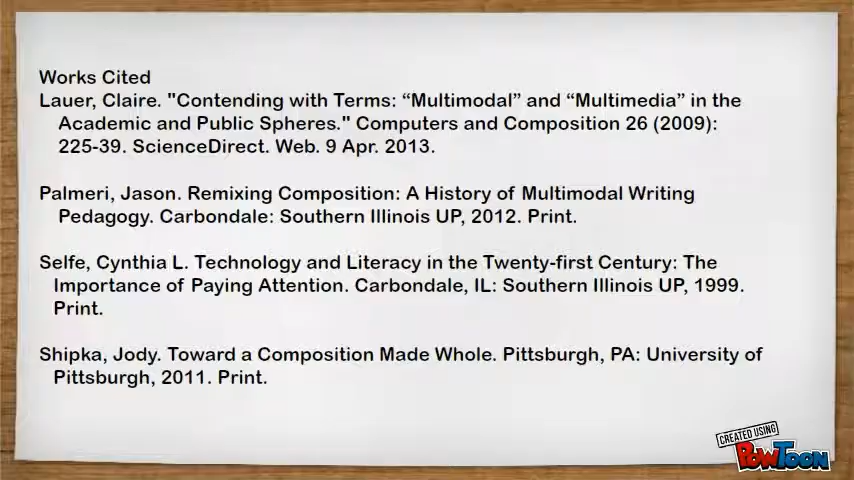 Works Cited
Lauer, Claire. "Contending with Terms: “Multimodal” and “Multimedia” in the
Academic and Public Spheres." Computers and Composition 26 (2009):
225-39. ScienceDirect. Web. 9 Apr. 2013.
Palmeri, Jason. Remixing Composition: A History of Multimodal Writing
Pedagogy. Carbondale: Southern Illinois UP, 2012. Print.
Selfe, Cynthia L. Technology and Literacy in the Twenty-first Century: The
Importance of Paying Attention. Carbondale, IL: Southern Illinois UP, 1999.
Print.
Shipka, Jody. Toward a Composition Made Whole. Pittsburgh, PA: University of
Pittsburgh, 2011. Print.
CREATED USING
POWTOON